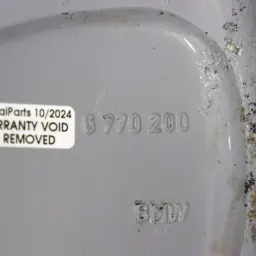 alParts 10/2024
RRANTY VOID
REMOVED
6 770 200
BMW